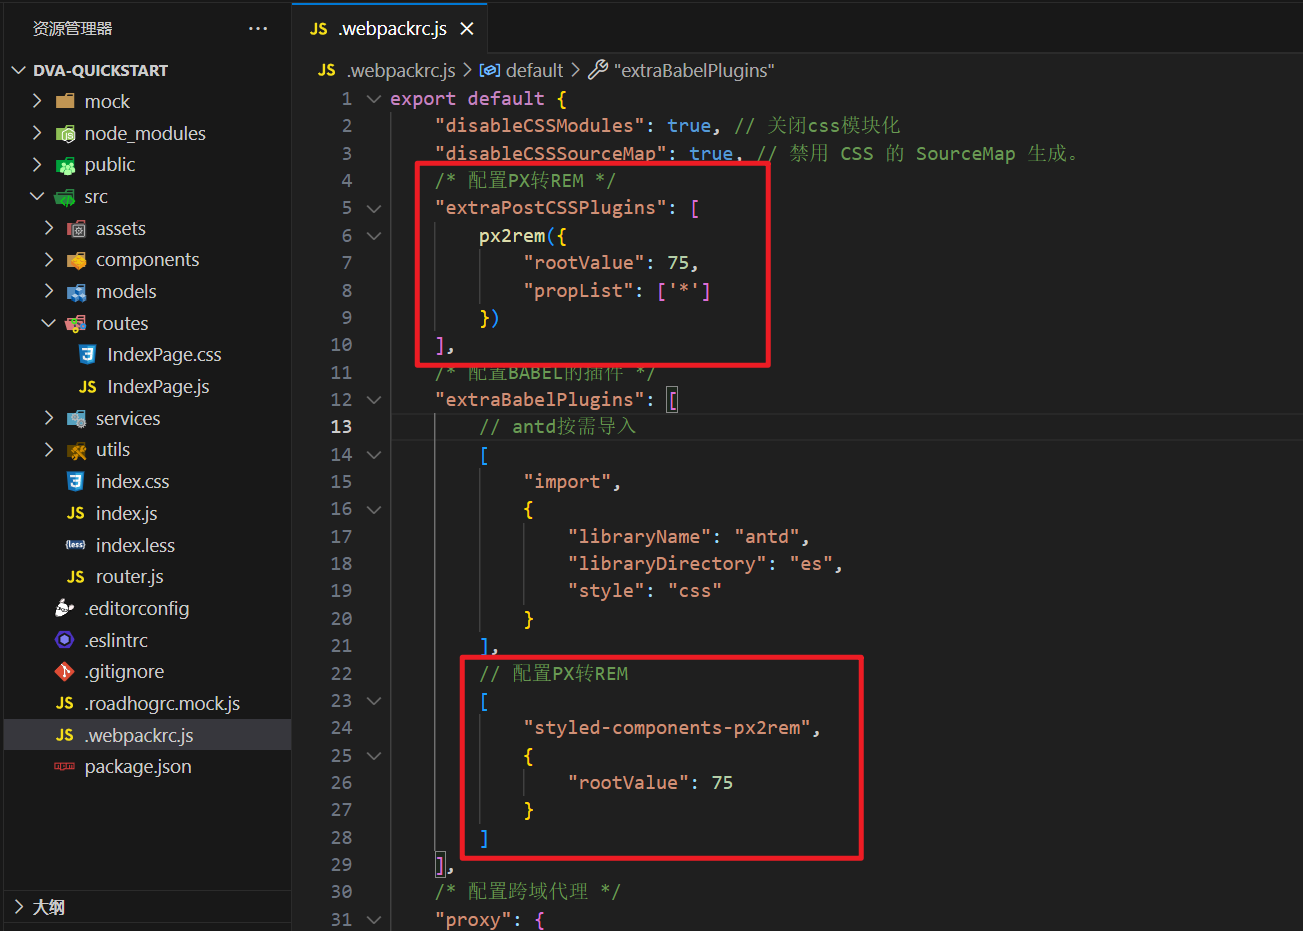 资源管理器
DVA-QUICKSTART
mock
node_modules
public
src
assets
components
models
routes
IndexPage.css
JS IndexPage.js
services
utils
index.css
JS index.js
{less} index.less
JS router.js
.editorconfig
.eslintrc
.gitignore
JS .roadhogrc.mock.js
JS .webpackrc.js
package.json
大纲
JS .webpackrc.js
JS .webpackrc.js > default > "extraBabelPlugins"
1 export default {
2 "disableCSSModules": true, // 关闭css模块化
3 "disableCSSSourceMap": true, // 禁用 CSS 的 SourceMap 生成。
4 /* 配置PX转REM */
5 "extraPostCSSPlugins": [
6 px2rem({
7 "rootValue": 75,
8 "propList": ['*']
9 })
10 ],
11 /* 配置BABEL的插件 */
12 "extraBabelPlugins": [
13 // antd按需导入
14 [
15 "import",
16 {
17 "libraryName": "antd",
18 "libraryDirectory": "es",
19 "style": "css"
20 }
21 ],
22 // 配置PX转REM
23 [
24 "styled-components-px2rem",
25 {
26 "rootValue": 75
27 }
28 ]
29 ],
30 /* 配置跨域代理 */
31 "proxy": {